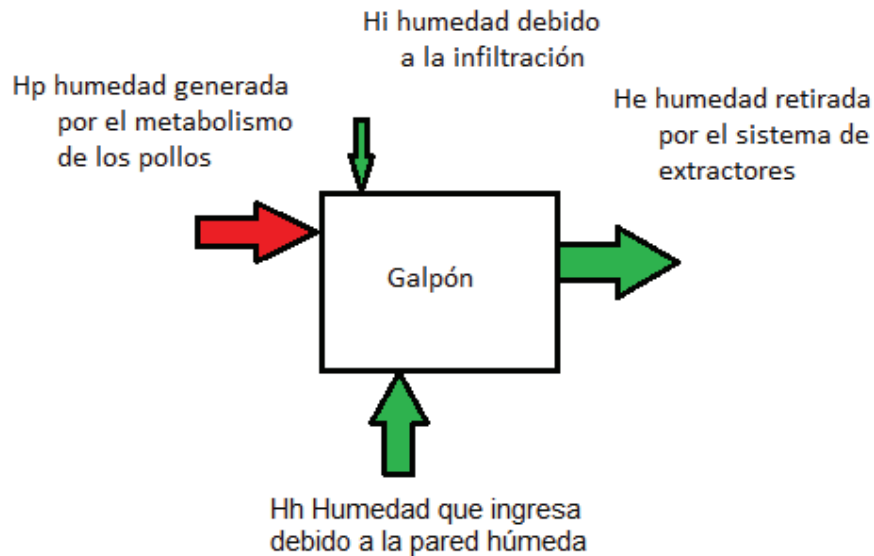 Hi humedad debido
a la infiltración
Hp humedad generada
por el metabolismo
de los pollos
He humedad retirada
por el sistema de
extractores
Galpón
Hh Humedad que ingresa
debido a la pared húmeda